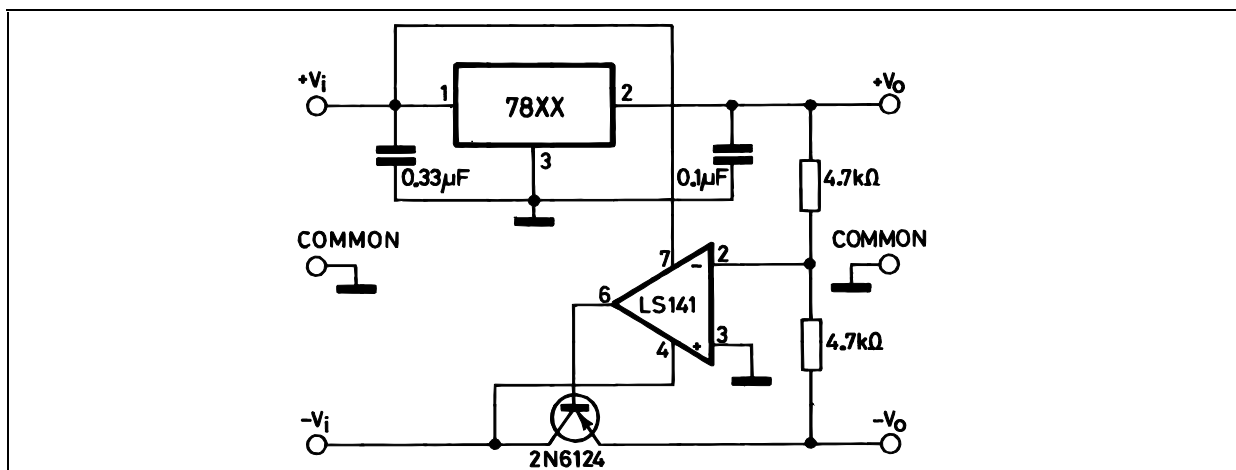 +Vi
1
78XX
2
+Vo
3
0.33µF
0.1µF
4.7kΩ
COMMON
COMMON
7
-
2
6
LS141
4
+
3
4.7kΩ
-Vi
2N6124
-Vo